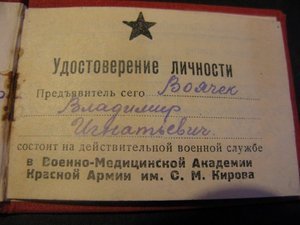 Удостоверение личности
Предъявитель сего Воячек
Владимир
Игнатьевич
состоит на действительной военной службе
в Военно-Медицинской Академии
Красной Армии им. С. М. Кирова